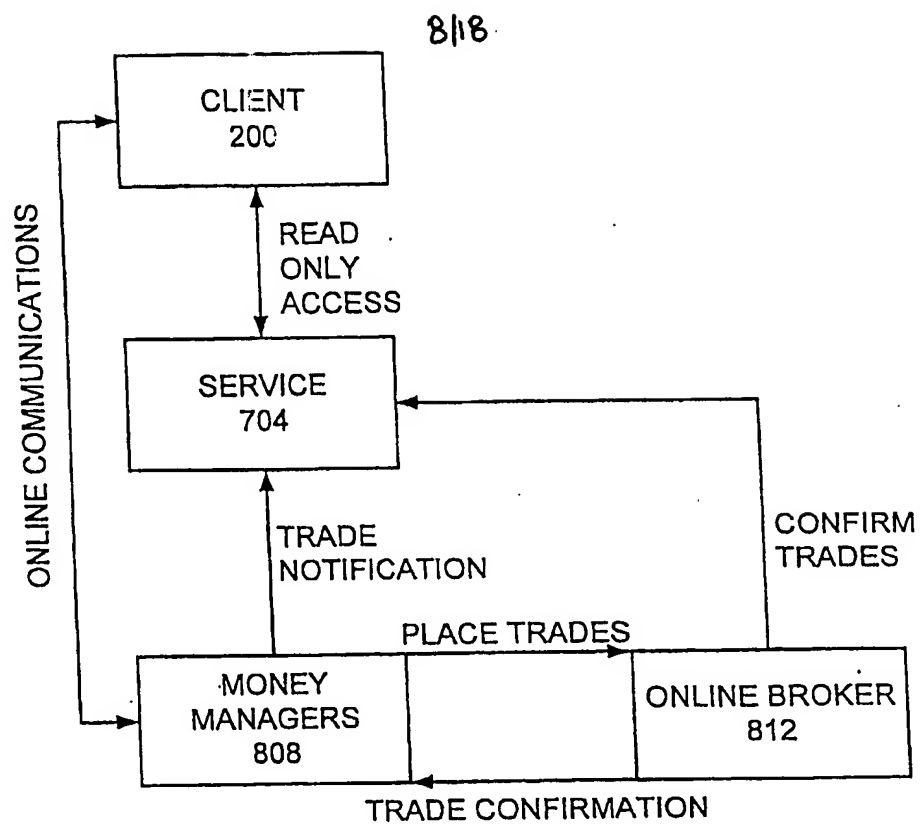 8/18
CLIENT
200
READ
ONLY
ACCESS
ONLINE COMMUNICATIONS
SERVICE
704
TRADE
NOTIFICATION
CONFIRM
TRADES
PLACE TRADES
MONEY
MANAGERS
808
ONLINE BROKER
812
TRADE CONFIRMATION